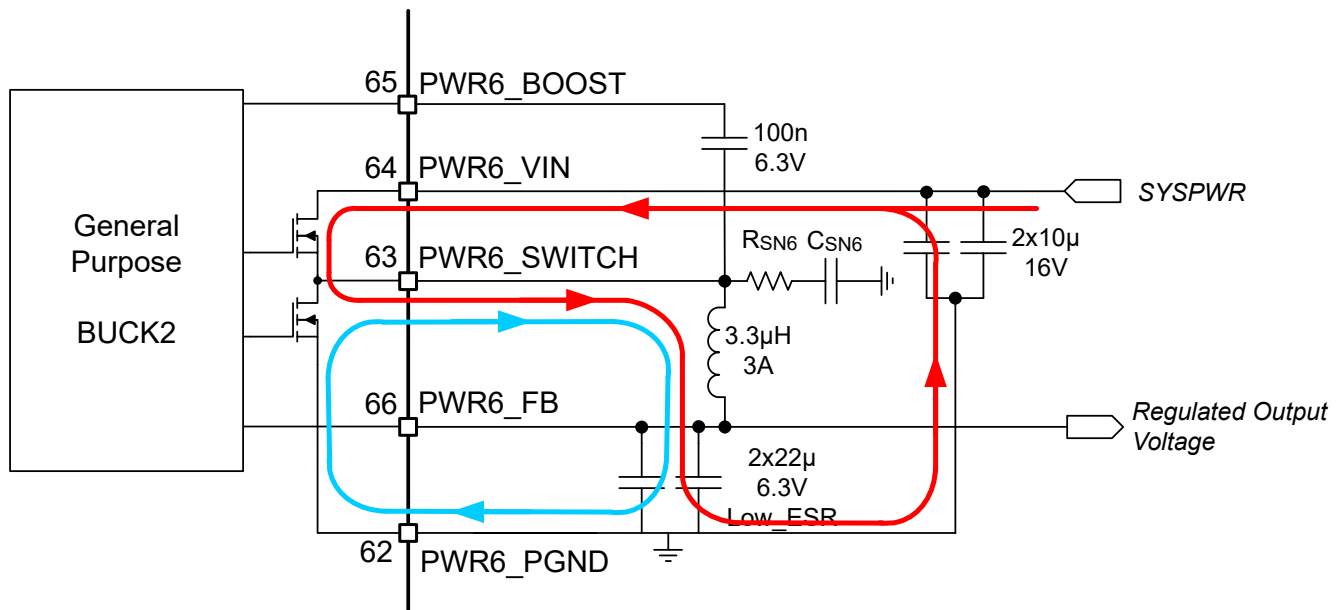 65
PWR6_BOOST
100n
6.3V
64
PWR6_VIN
SYSPWR
General
Purpose
BUCK2
63
PWR6_SWITCH
RSN6
CSN6
2x10µ
16V
3.3µH
3A
66
PWR6_FB
Regulated Output
Voltage
2x22µ
6.3V
Low_ESR
62
PWR6_PGND